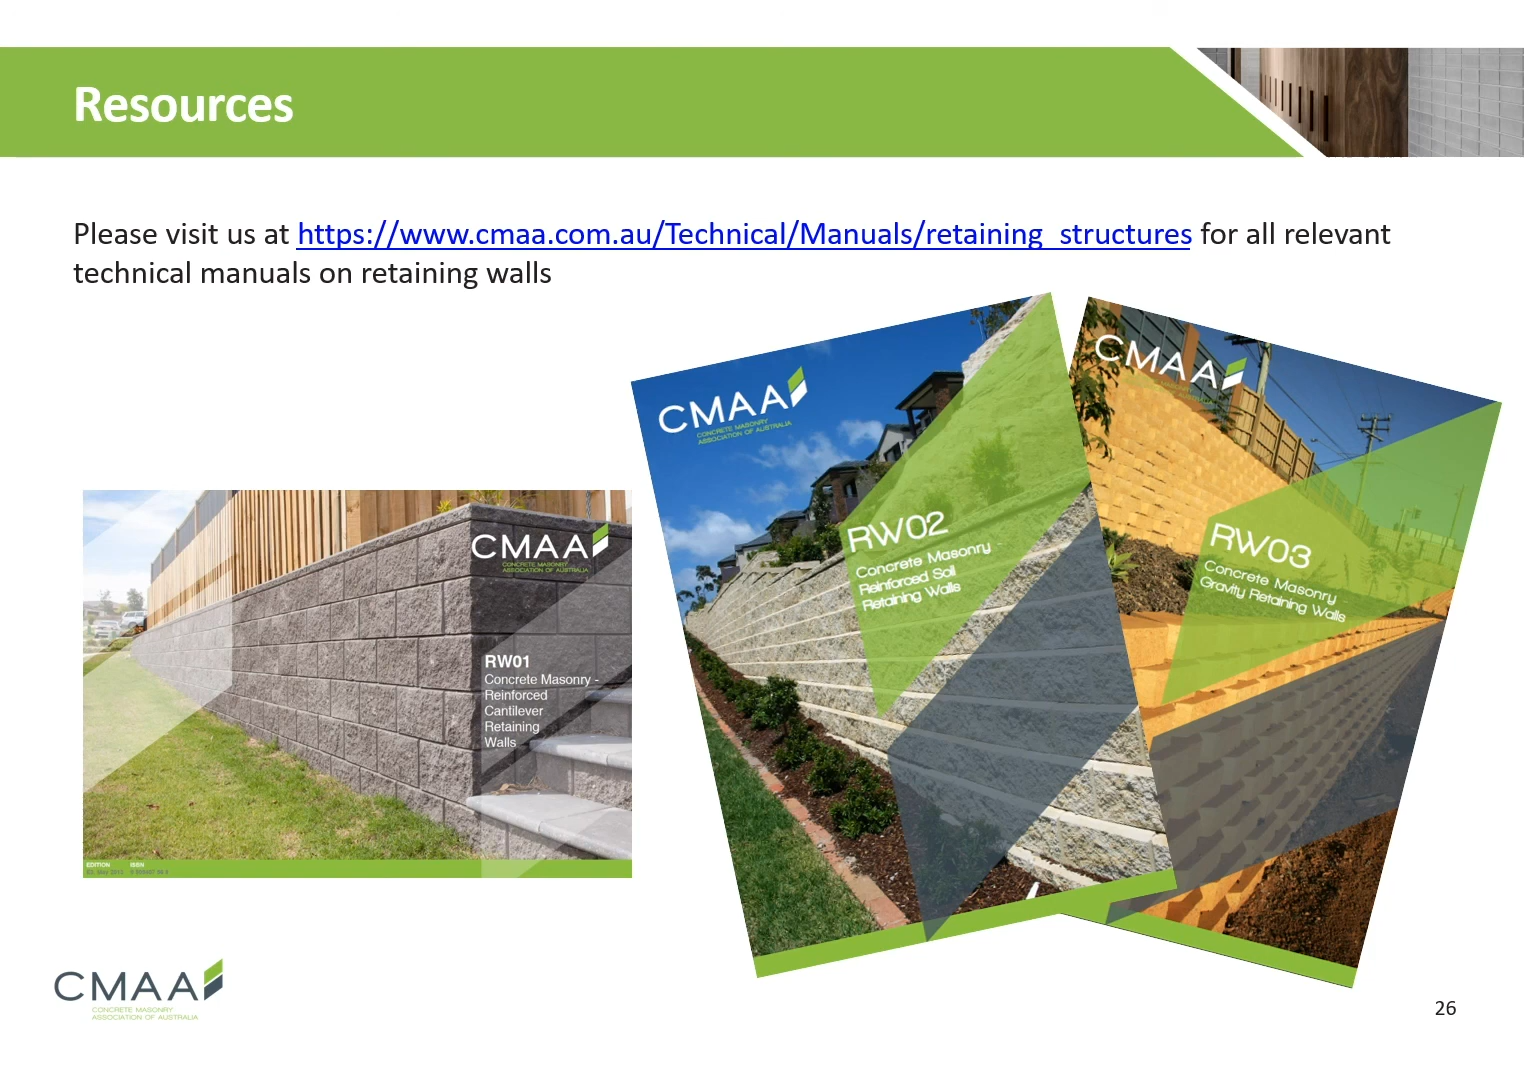 Resources
Please visit us at https://www.cmaa.com.au/Technical/Manuals/retaining_structures for all relevant
technical manuals on retaining walls
CMAA
CONCRETE MASONRY
ASSOCIATION OF AUSTRALIA
RW01
Concrete Masonry -
Reinforced
Cantilever
Retaining
Walls
EDITION ISBN
CMAA
CONCRETE MASONRY
ASSOCIATION OF AUSTRALIA
RW02
Concrete Masonry -
Reinforced Soil
Retaining Walls
CMAA
RW03
Concrete Masonry
Gravity Retaining Walls
CMAA
CONCRETE MASONRY
ASSOCIATION OF AUSTRALIA
26